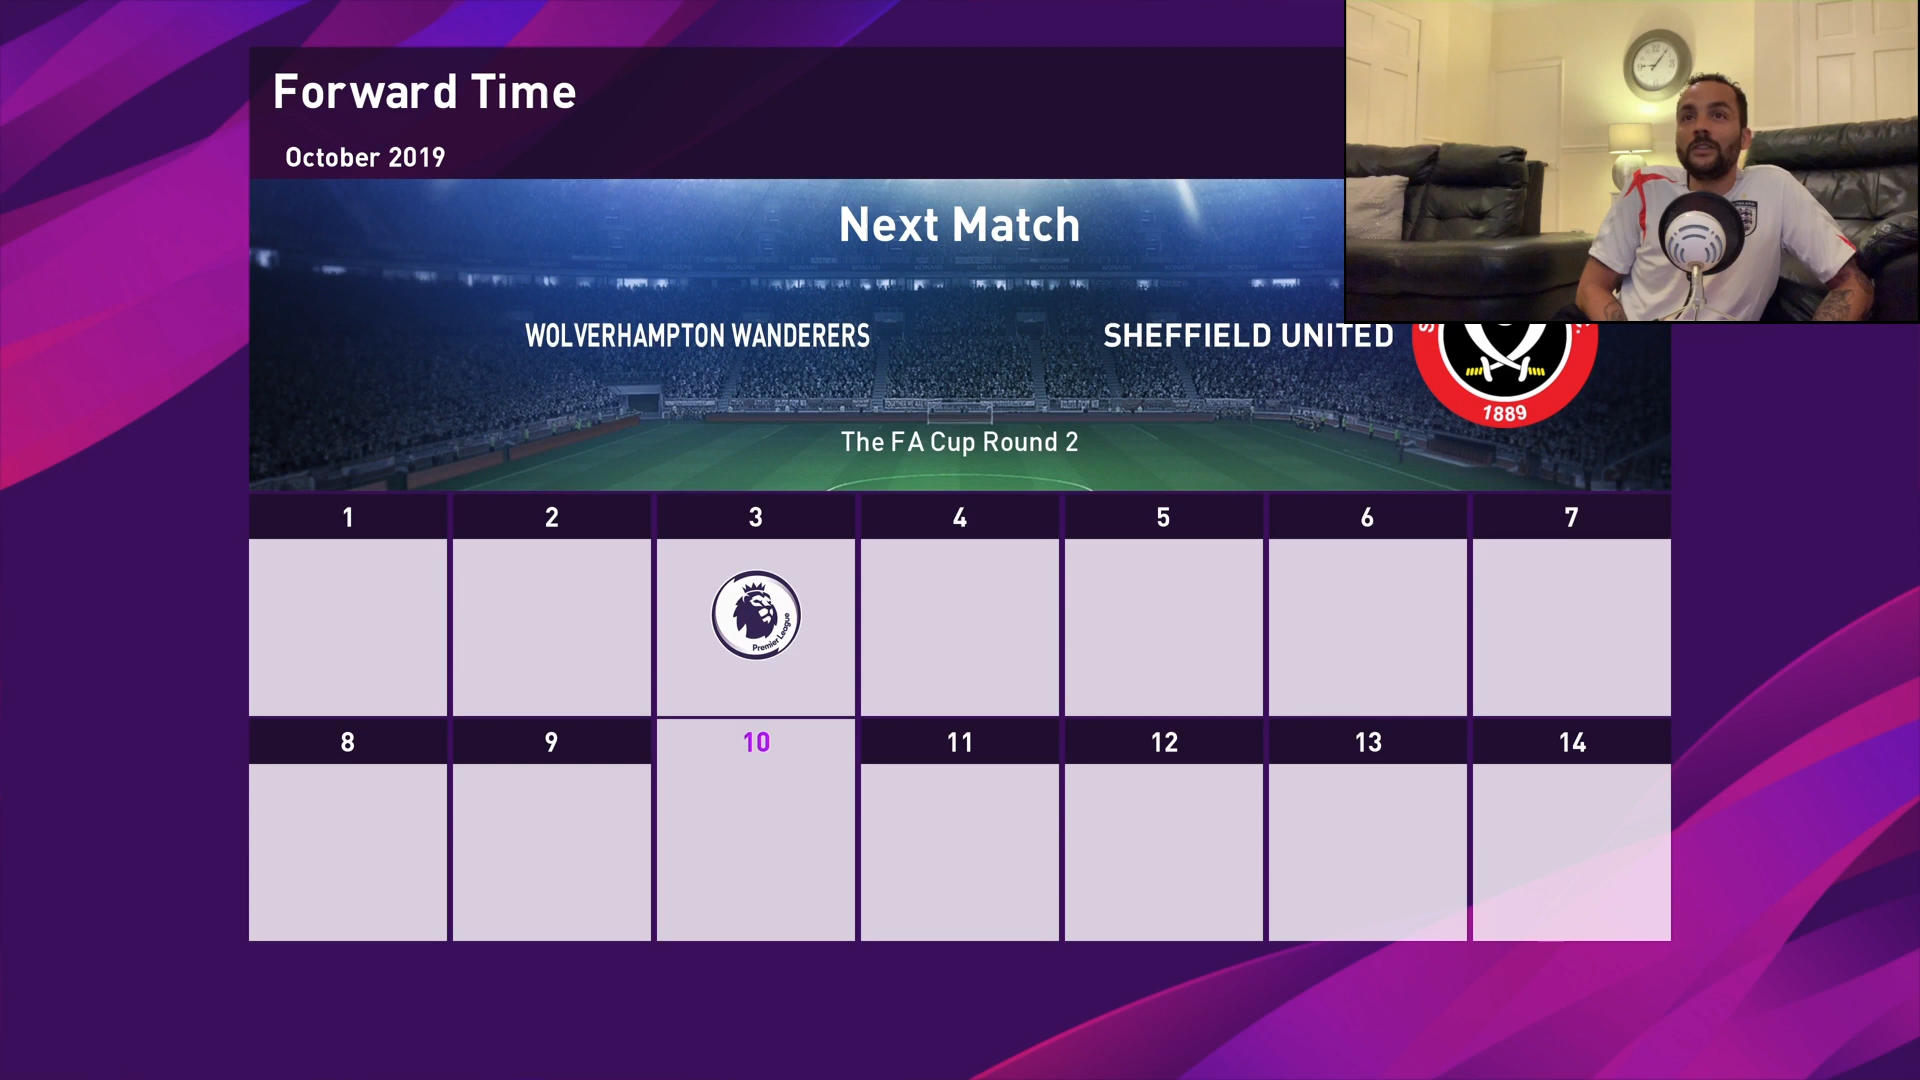 Forward Time
October 2019
Next Match
WOLVERHAMPTON WANDERERS
SHEFFIELD UNITED
1889
The FA Cup Round 2
1 2 3 4 5 6 7
Premier League
8 9 10 11 12 13 14